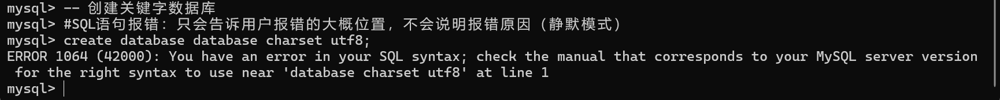 mysql> -- 创建关键字数据库
mysql> #SQL语句报错：只会告诉用户报错的大概位置，不会说明报错原因（静默模式）
mysql> create database database charset utf8;
ERROR 1064 (42000): You have an error in your SQL syntax; check the manual that corresponds to your MySQL server version
 for the right syntax to use near 'database charset utf8' at line 1
mysql>